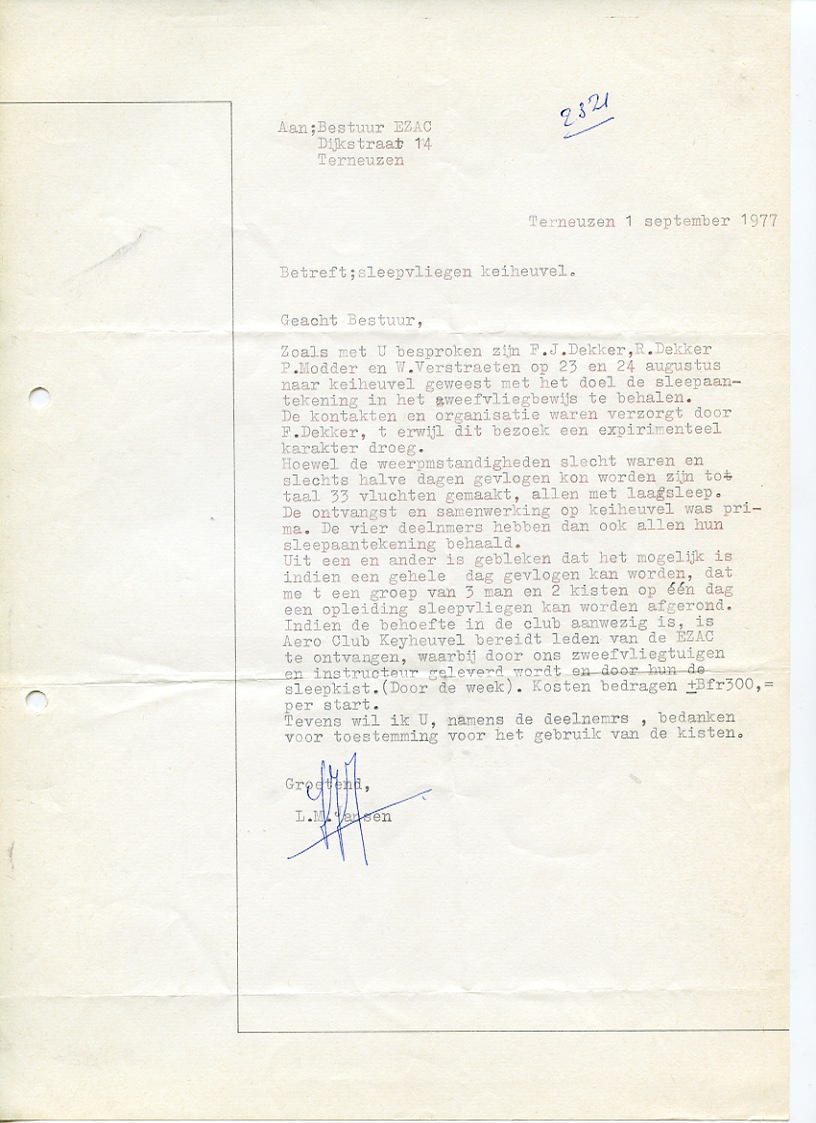 2321
Aan;Bestuur EZAC
Dijkstraat 14
Terneuzen
Terneuzen 1 september 1977
Betreft;sleepvliegen keiheuvel.
Geacht Bestuur,
Zoals met U besproken zijn F.J.Dekker,R.Dekker
P.Modder en W.Verstraeten op 23 en 24 augustus
naar keiheuvel geweest met het doel de sleepaan-
tekening in het zweefvliegbewijs te behalen.
De kontakten en organisatie waren verzorgt door
F.Dekker, t erwijl dit bezoek een expirimenteel
karakter droeg.
Hoewel de weerpmstandigheden slecht waren en
slechts halve dagen gevlogen kon worden zijn tot
taal 33 vluchten gemaakt, allen met laagsleep.
De ontvangst en samenwerking op keiheuvel was pri-
ma. De vier deelnmers hebben dan ook allen hun
sleepaantekening behaald.
Uit een en ander is gebleken dat het mogelijk is
indien een gehele dag gevlogen kan worden, dat
me t een groep van 3 man en 2 kisten op één dag
een opleiding sleepvliegen kan worden afgerond.
Indien de behoefte in de club aanwezig is, is
Aero Club Keyheuvel bereidt leden van de EZAC
te ontvangen, waarbij door ons zweefvliegtuigen
en instructeur geleverd wordt en door hun de
sleepkist.(Door de week). Kosten bedragen ±Bfr300,=
per start.
Tevens wil ik U, namens de deelnemrs , bedanken
voor toestemming voor het gebruik van de kisten.
Groetend,
L.M.Jansen